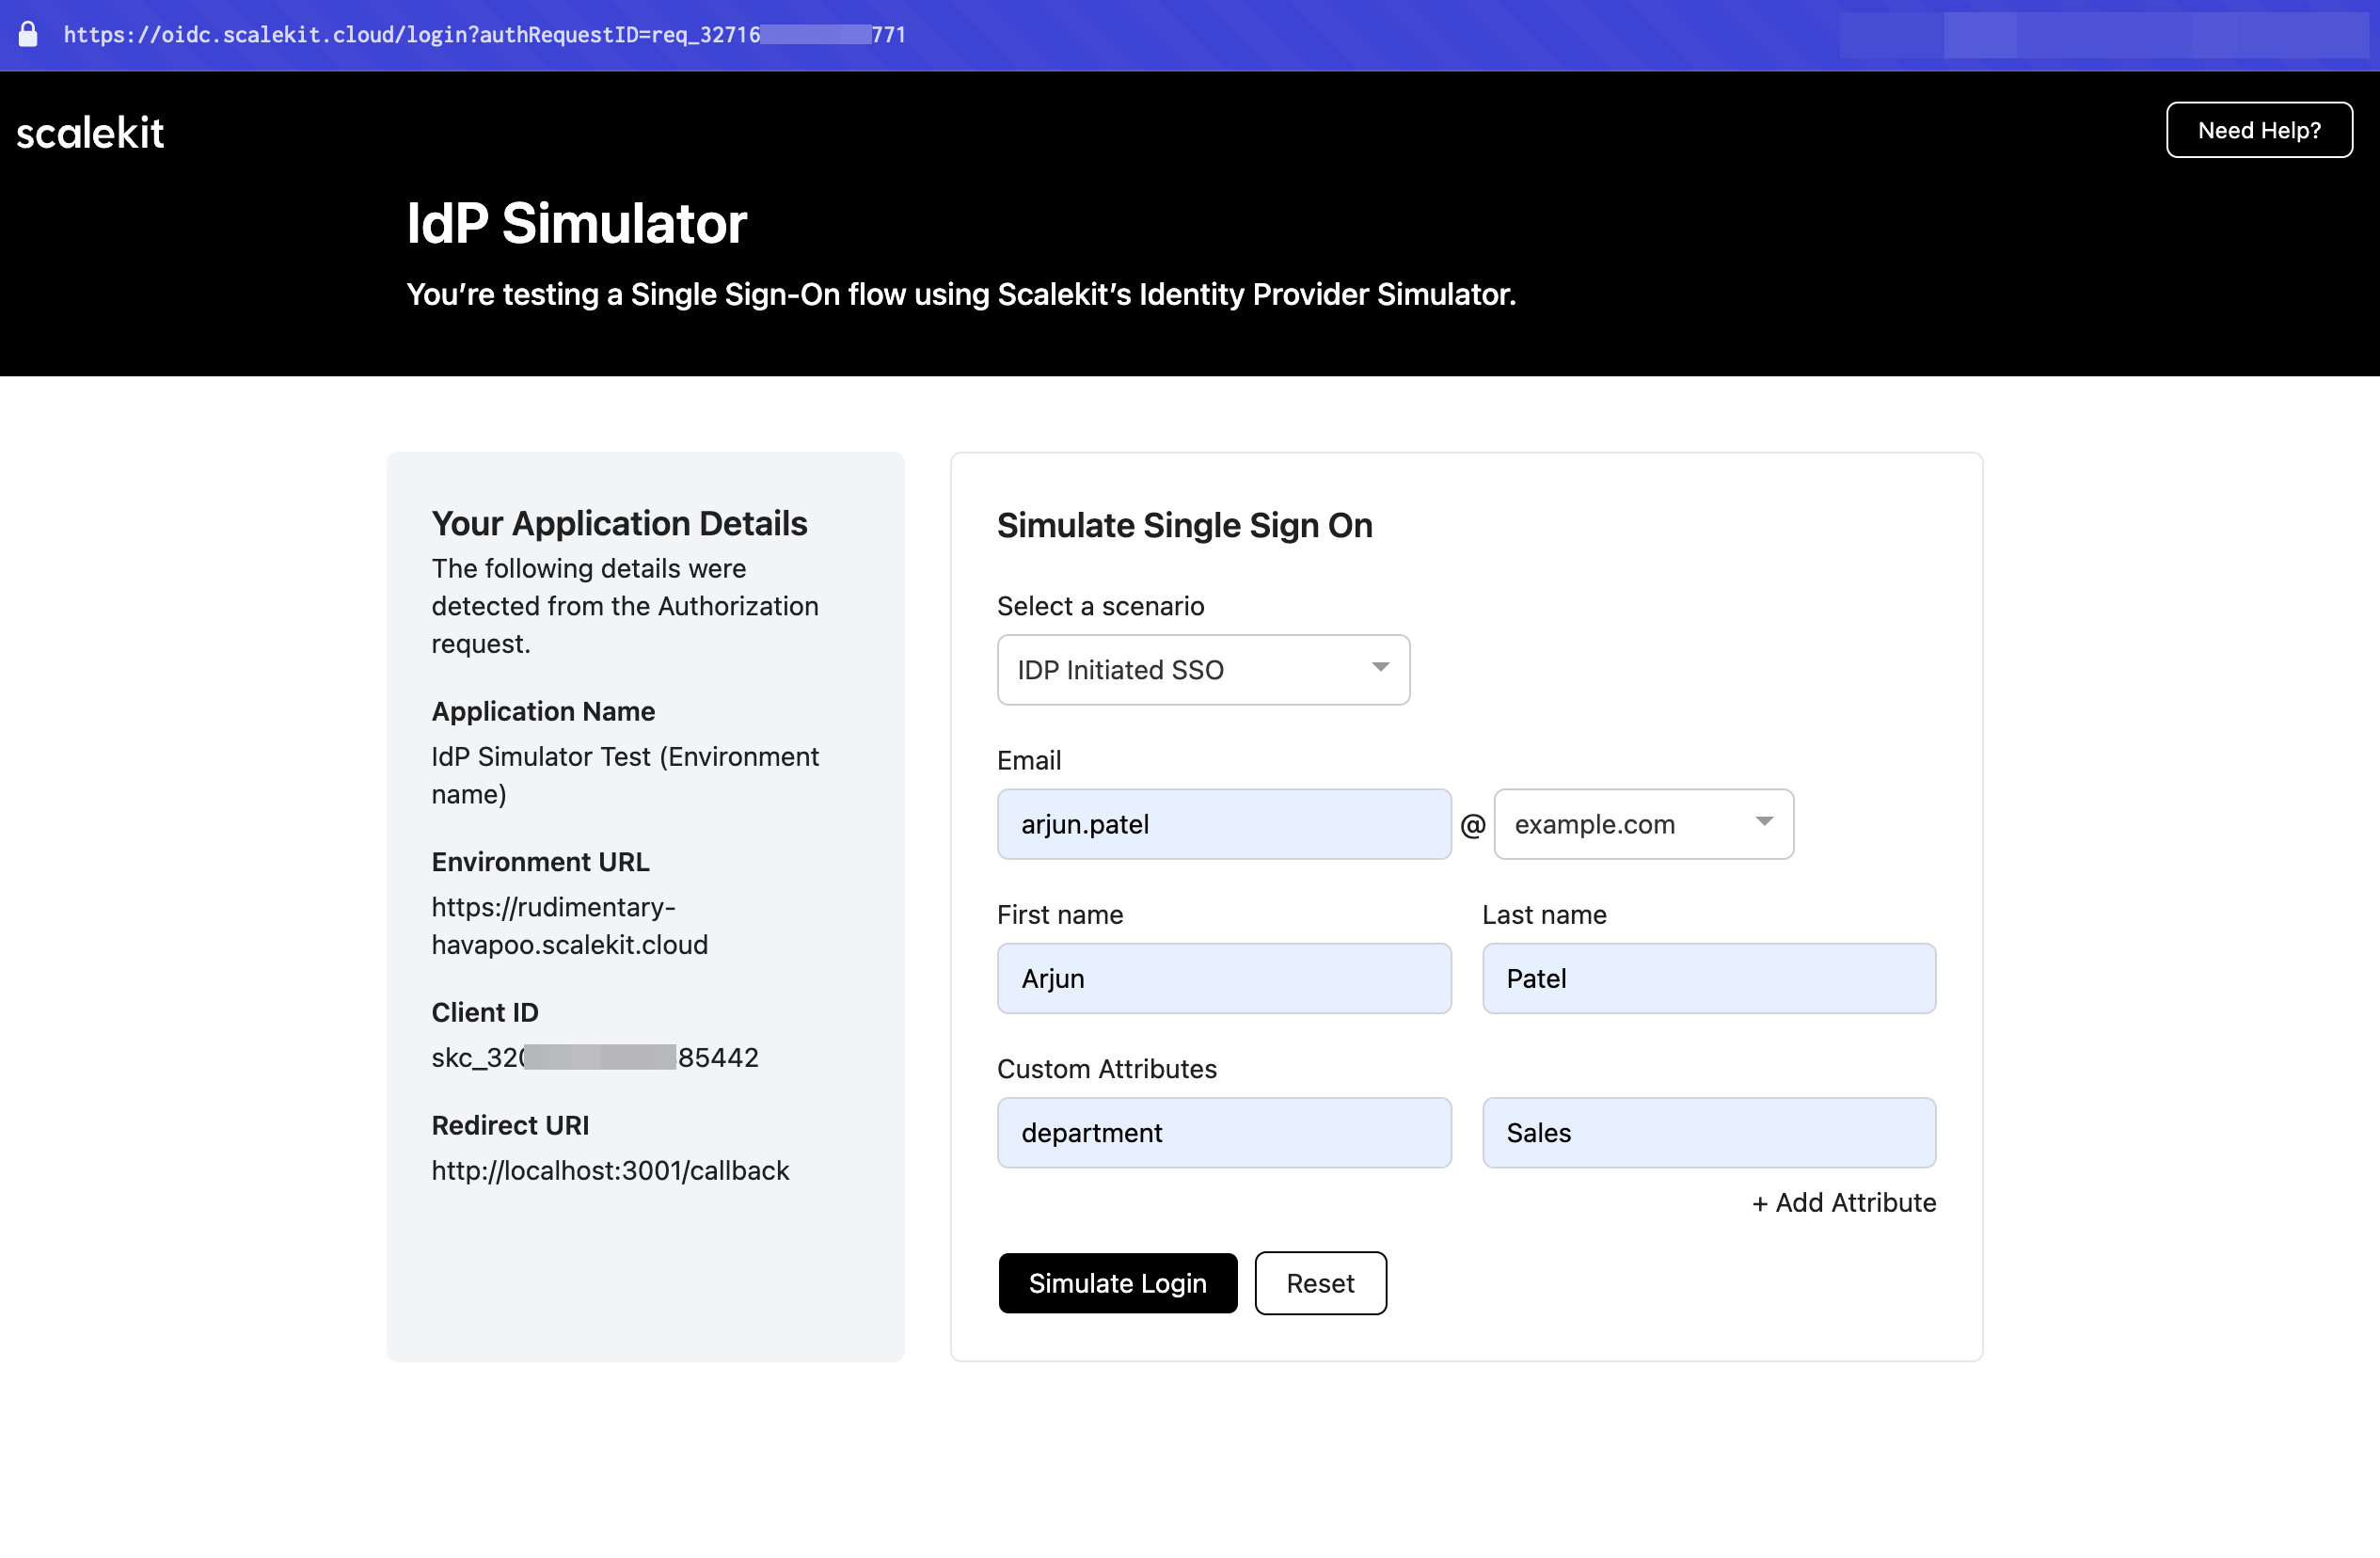 https://oidc.scalekit.cloud/login?authRequestID=req_32716 771
scalekit
Need Help?
IdP Simulator
You’re testing a Single Sign-On flow using Scalekit’s Identity Provider Simulator.
Your Application Details
The following details were
detected from the Authorization
request.
Application Name
IdP Simulator Test (Environment
name)
Environment URL
https://rudimentary-
havapoo.scalekit.cloud
Client ID
skc_320 85442
Redirect URI
http://localhost:3001/callback
Simulate Single Sign On
Select a scenario
IDP Initiated SSO
Email
arjun.patel @ example.com
First name Last name
Arjun Patel
Custom Attributes
department Sales
+ Add Attribute
Simulate Login Reset